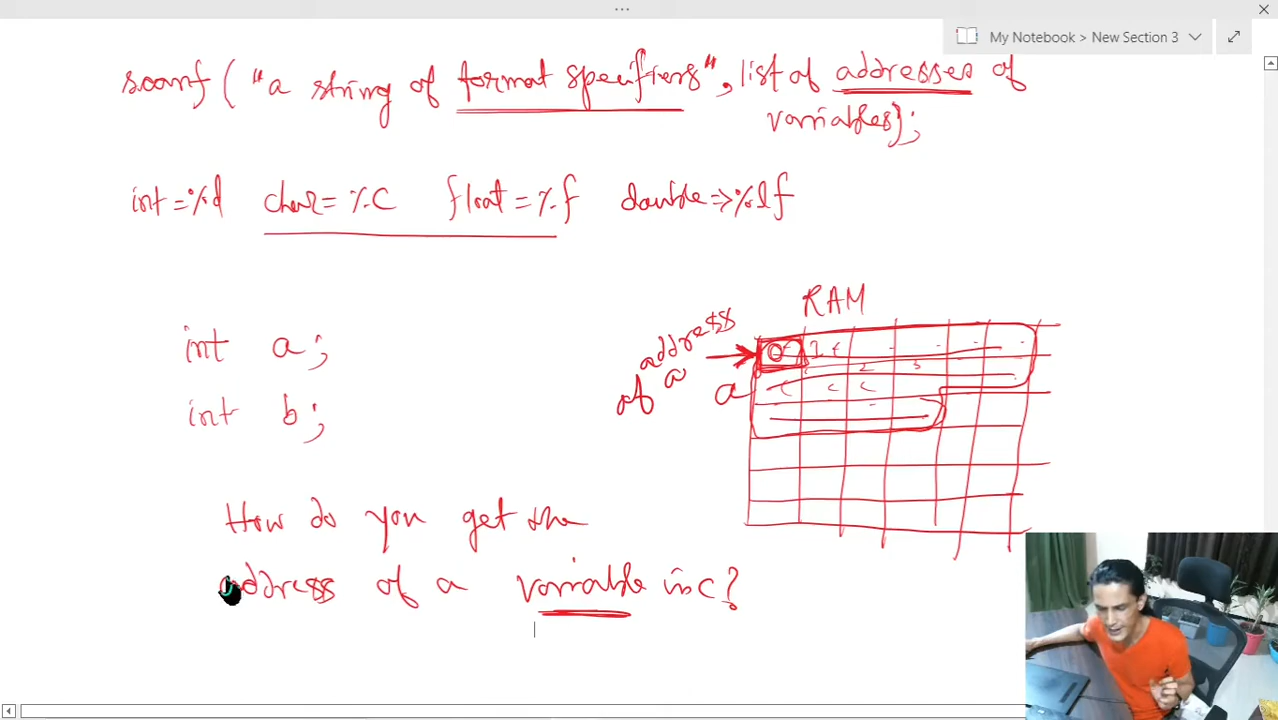 My Notebook > New Section 3
scanf ( "a string of format specifiers", list of addresses of
variables);
int = %d char = %c float = %f double => %lf
RAM
int a;
int b;
address
of a
a
How do you get the
address of a variable in c?